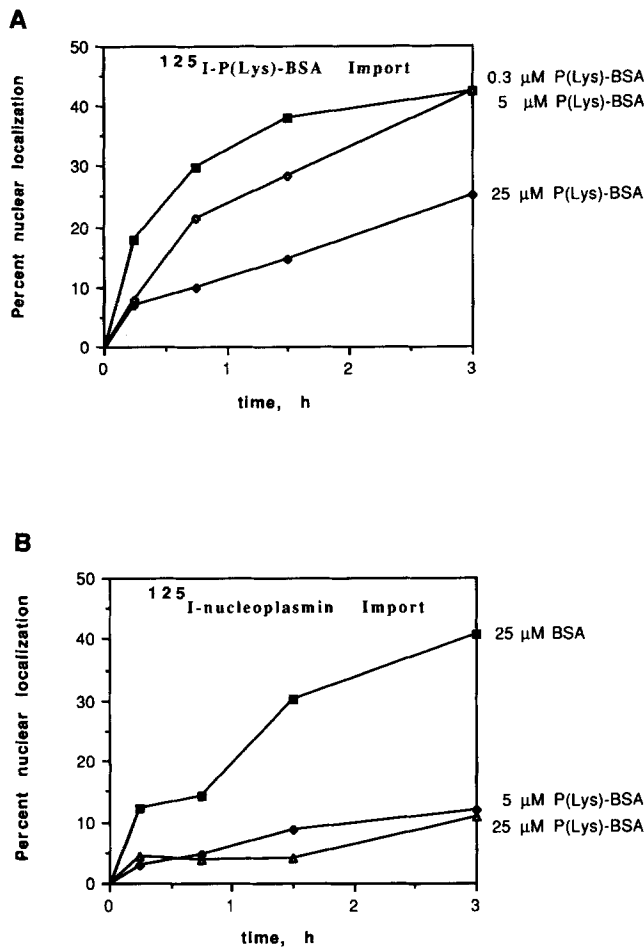 A
125I-P(Lys)-BSA Import
50
40
30
20
10
0
Percent nuclear localization
0 1 2 3
time, h
0.3 µM P(Lys)-BSA
5 µM P(Lys)-BSA
25 µM P(Lys)-BSA
B
125I-nucleoplasmin Import
50
40
30
20
10
0
Percent nuclear localization
0 1 2 3
time, h
25 µM BSA
5 µM P(Lys)-BSA
25 µM P(Lys)-BSA